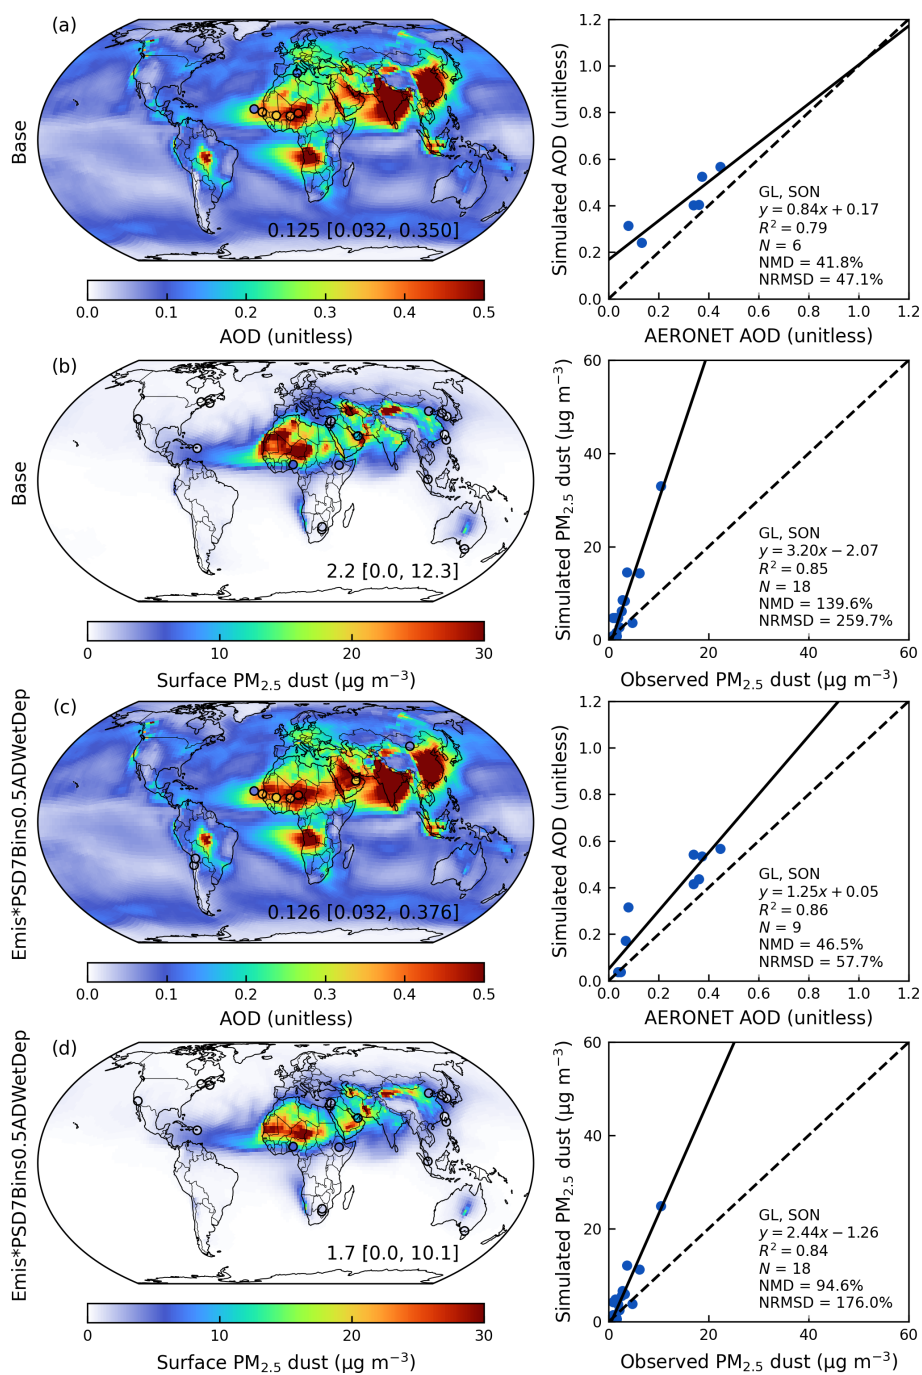 (a)
Base
0.125 [0.032, 0.350]
0.0 0.1 0.2 0.3 0.4 0.5
AOD (unitless)
Simulated AOD (unitless)
1.2
1.0
0.8
0.6
0.4
0.2
0.0
GL, SON
y = 0.84x + 0.17
R² = 0.79
N = 6
NMD = 41.8%
NRMSD = 47.1%
0.0 0.2 0.4 0.6 0.8 1.0 1.2
AERONET AOD (unitless)
(b)
Base
2.2 [0.0, 12.3]
0 10 20 30
Surface PM₂.₅ dust (µg m⁻³)
Simulated PM₂.₅ dust (µg m⁻³)
60
40
20
0
GL, SON
y = 3.20x − 2.07
R² = 0.85
N = 18
NMD = 139.6%
NRMSD = 259.7%
0 20 40 60
Observed PM₂.₅ dust (µg m⁻³)
(c)
Emis*PSD7Bins0.5ADWetDep
0.126 [0.032, 0.376]
0.0 0.1 0.2 0.3 0.4 0.5
AOD (unitless)
Simulated AOD (unitless)
1.2
1.0
0.8
0.6
0.4
0.2
0.0
GL, SON
y = 1.25x + 0.05
R² = 0.86
N = 9
NMD = 46.5%
NRMSD = 57.7%
0.0 0.2 0.4 0.6 0.8 1.0 1.2
AERONET AOD (unitless)
(d)
Emis*PSD7Bins0.5ADWetDep
1.7 [0.0, 10.1]
0 10 20 30
Surface PM₂.₅ dust (µg m⁻³)
Simulated PM₂.₅ dust (µg m⁻³)
60
40
20
0
GL, SON
y = 2.44x − 1.26
R² = 0.84
N = 18
NMD = 94.6%
NRMSD = 176.0%
0 20 40 60
Observed PM₂.₅ dust (µg m⁻³)